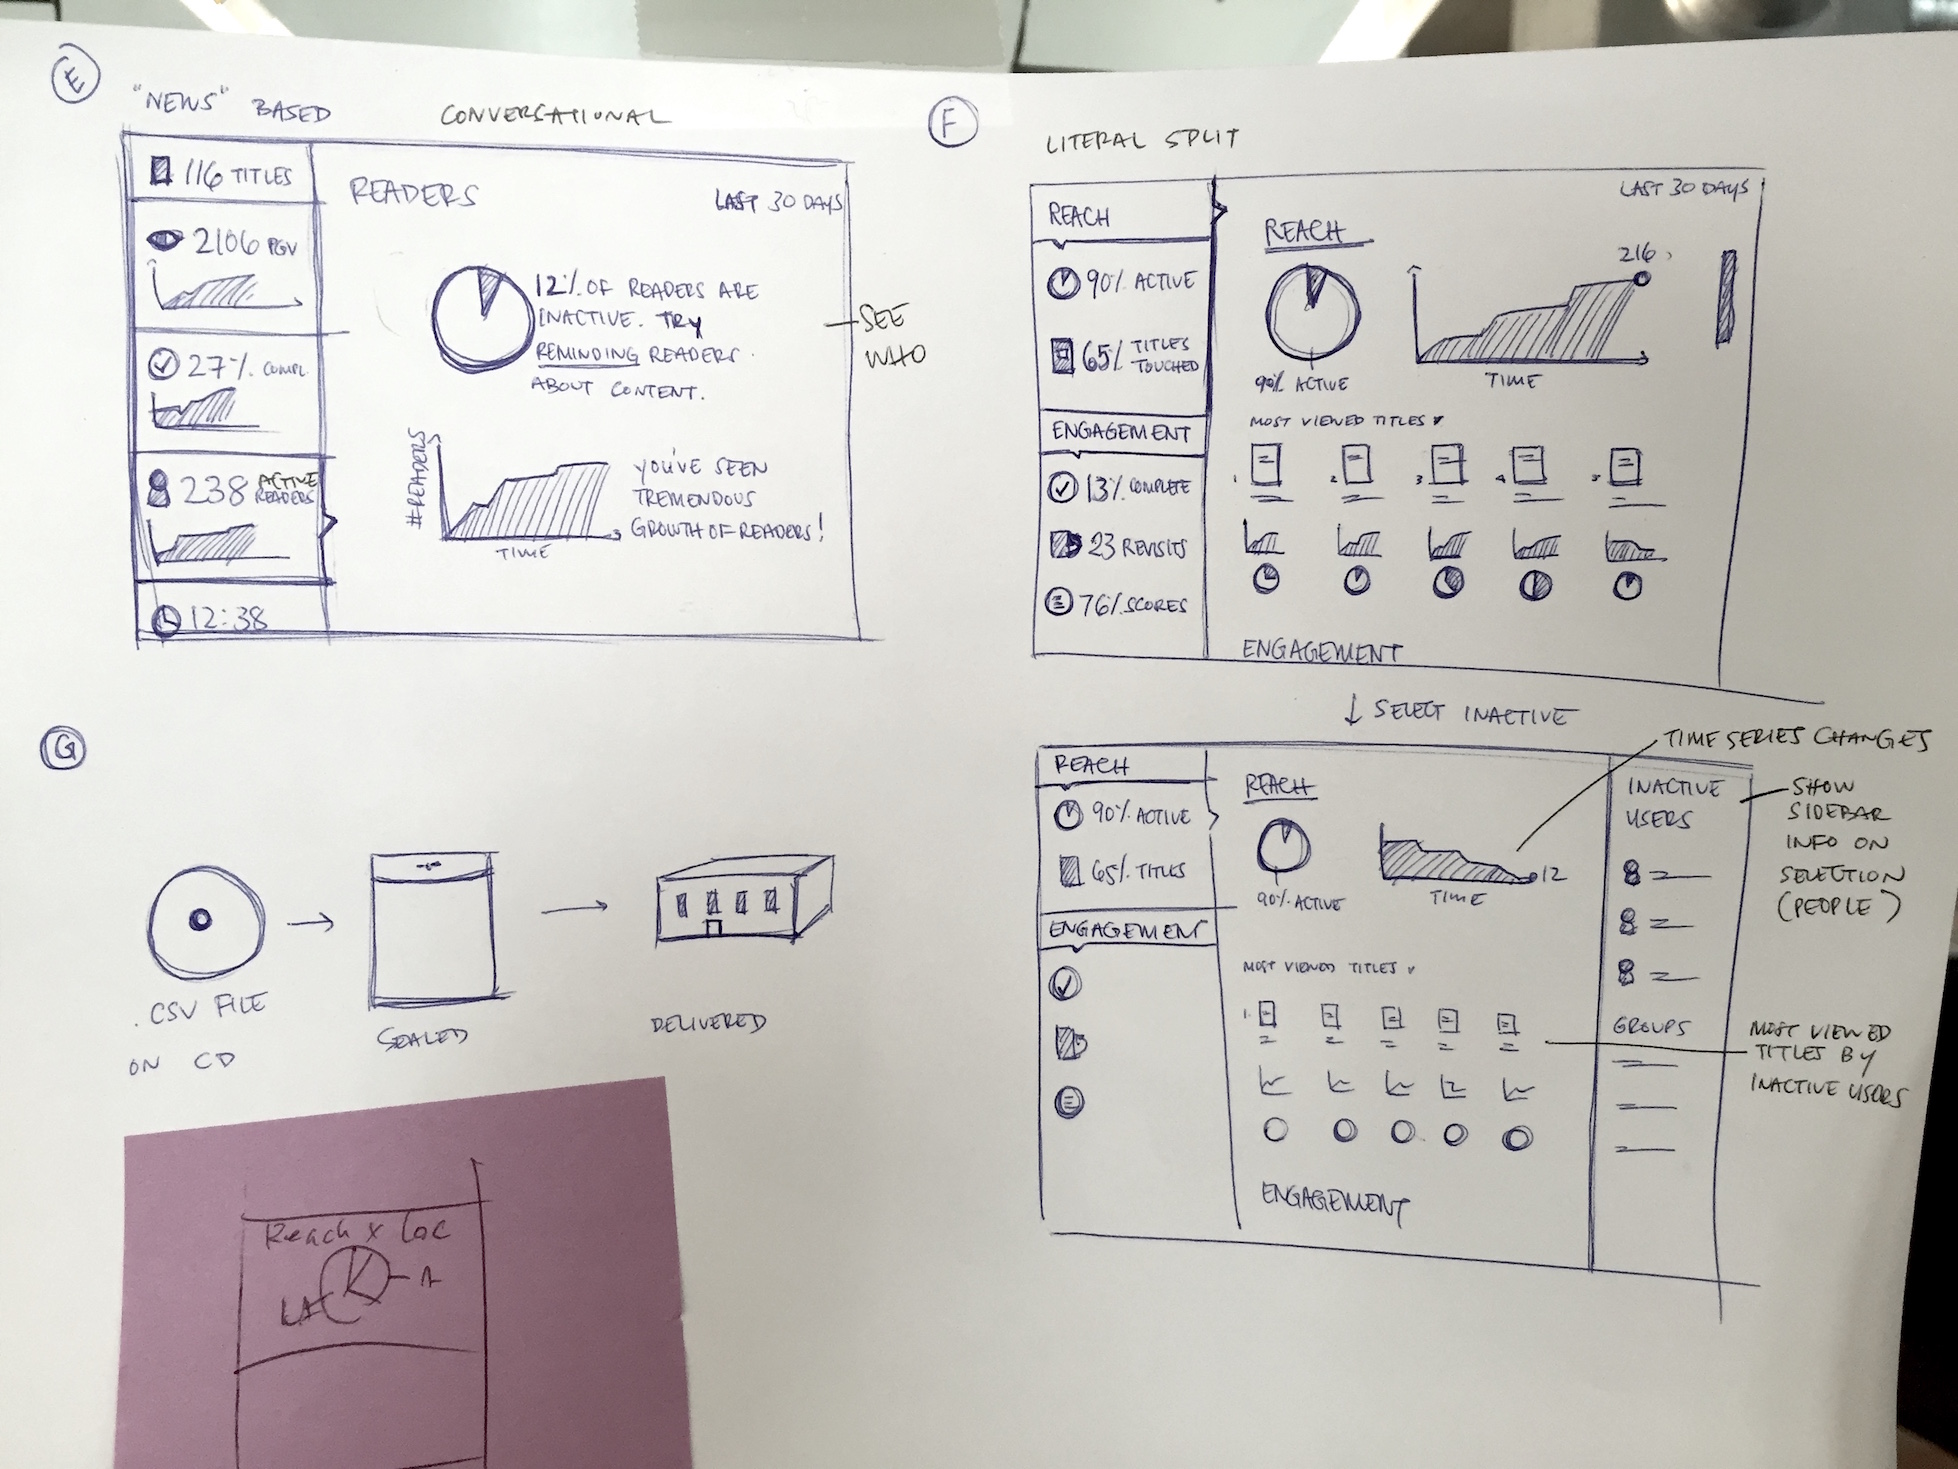 E
"NEWS" BASED
CONVERSATIONAL
116 TITLES
2106 PGV
27% COMPL.
238 ACTIVE
READERS
12:38
READERS
LAST 30 DAYS
12% OF READERS ARE
INACTIVE. TRY
REMINDING READERS
ABOUT CONTENT.
SEE
WHO
#READERS
TIME
YOU'VE SEEN
TREMENDOUS
GROWTH OF READERS!
F
LITERAL SPLIT
REACH
90% ACTIVE
65% TITLES
TOUCHED
ENGAGEMENT
13% COMPLETE
23 REVISITS
76% SCORES
LAST 30 DAYS
REACH
90% ACTIVE
216
TIME
MOST VIEWED TITLES
1. 2. 3. 4. 5.
ENGAGEMENT
↓ SELECT INACTIVE
REACH
90% ACTIVE
65% TITLES
ENGAGEMENT
REACH
90% ACTIVE
12
TIME
MOST VIEWED TITLES
1.
ENGAGEMENT
INACTIVE
USERS
GROUPS
TIME SERIES CHANGES
SHOW
SIDEBAR
INFO ON
SELECTION
(PEOPLE)
MOST VIEWED
TITLES BY
INACTIVE USERS
G
.CSV FILE
ON CD
SEALED
DELIVERED
Reach x Loc
LA